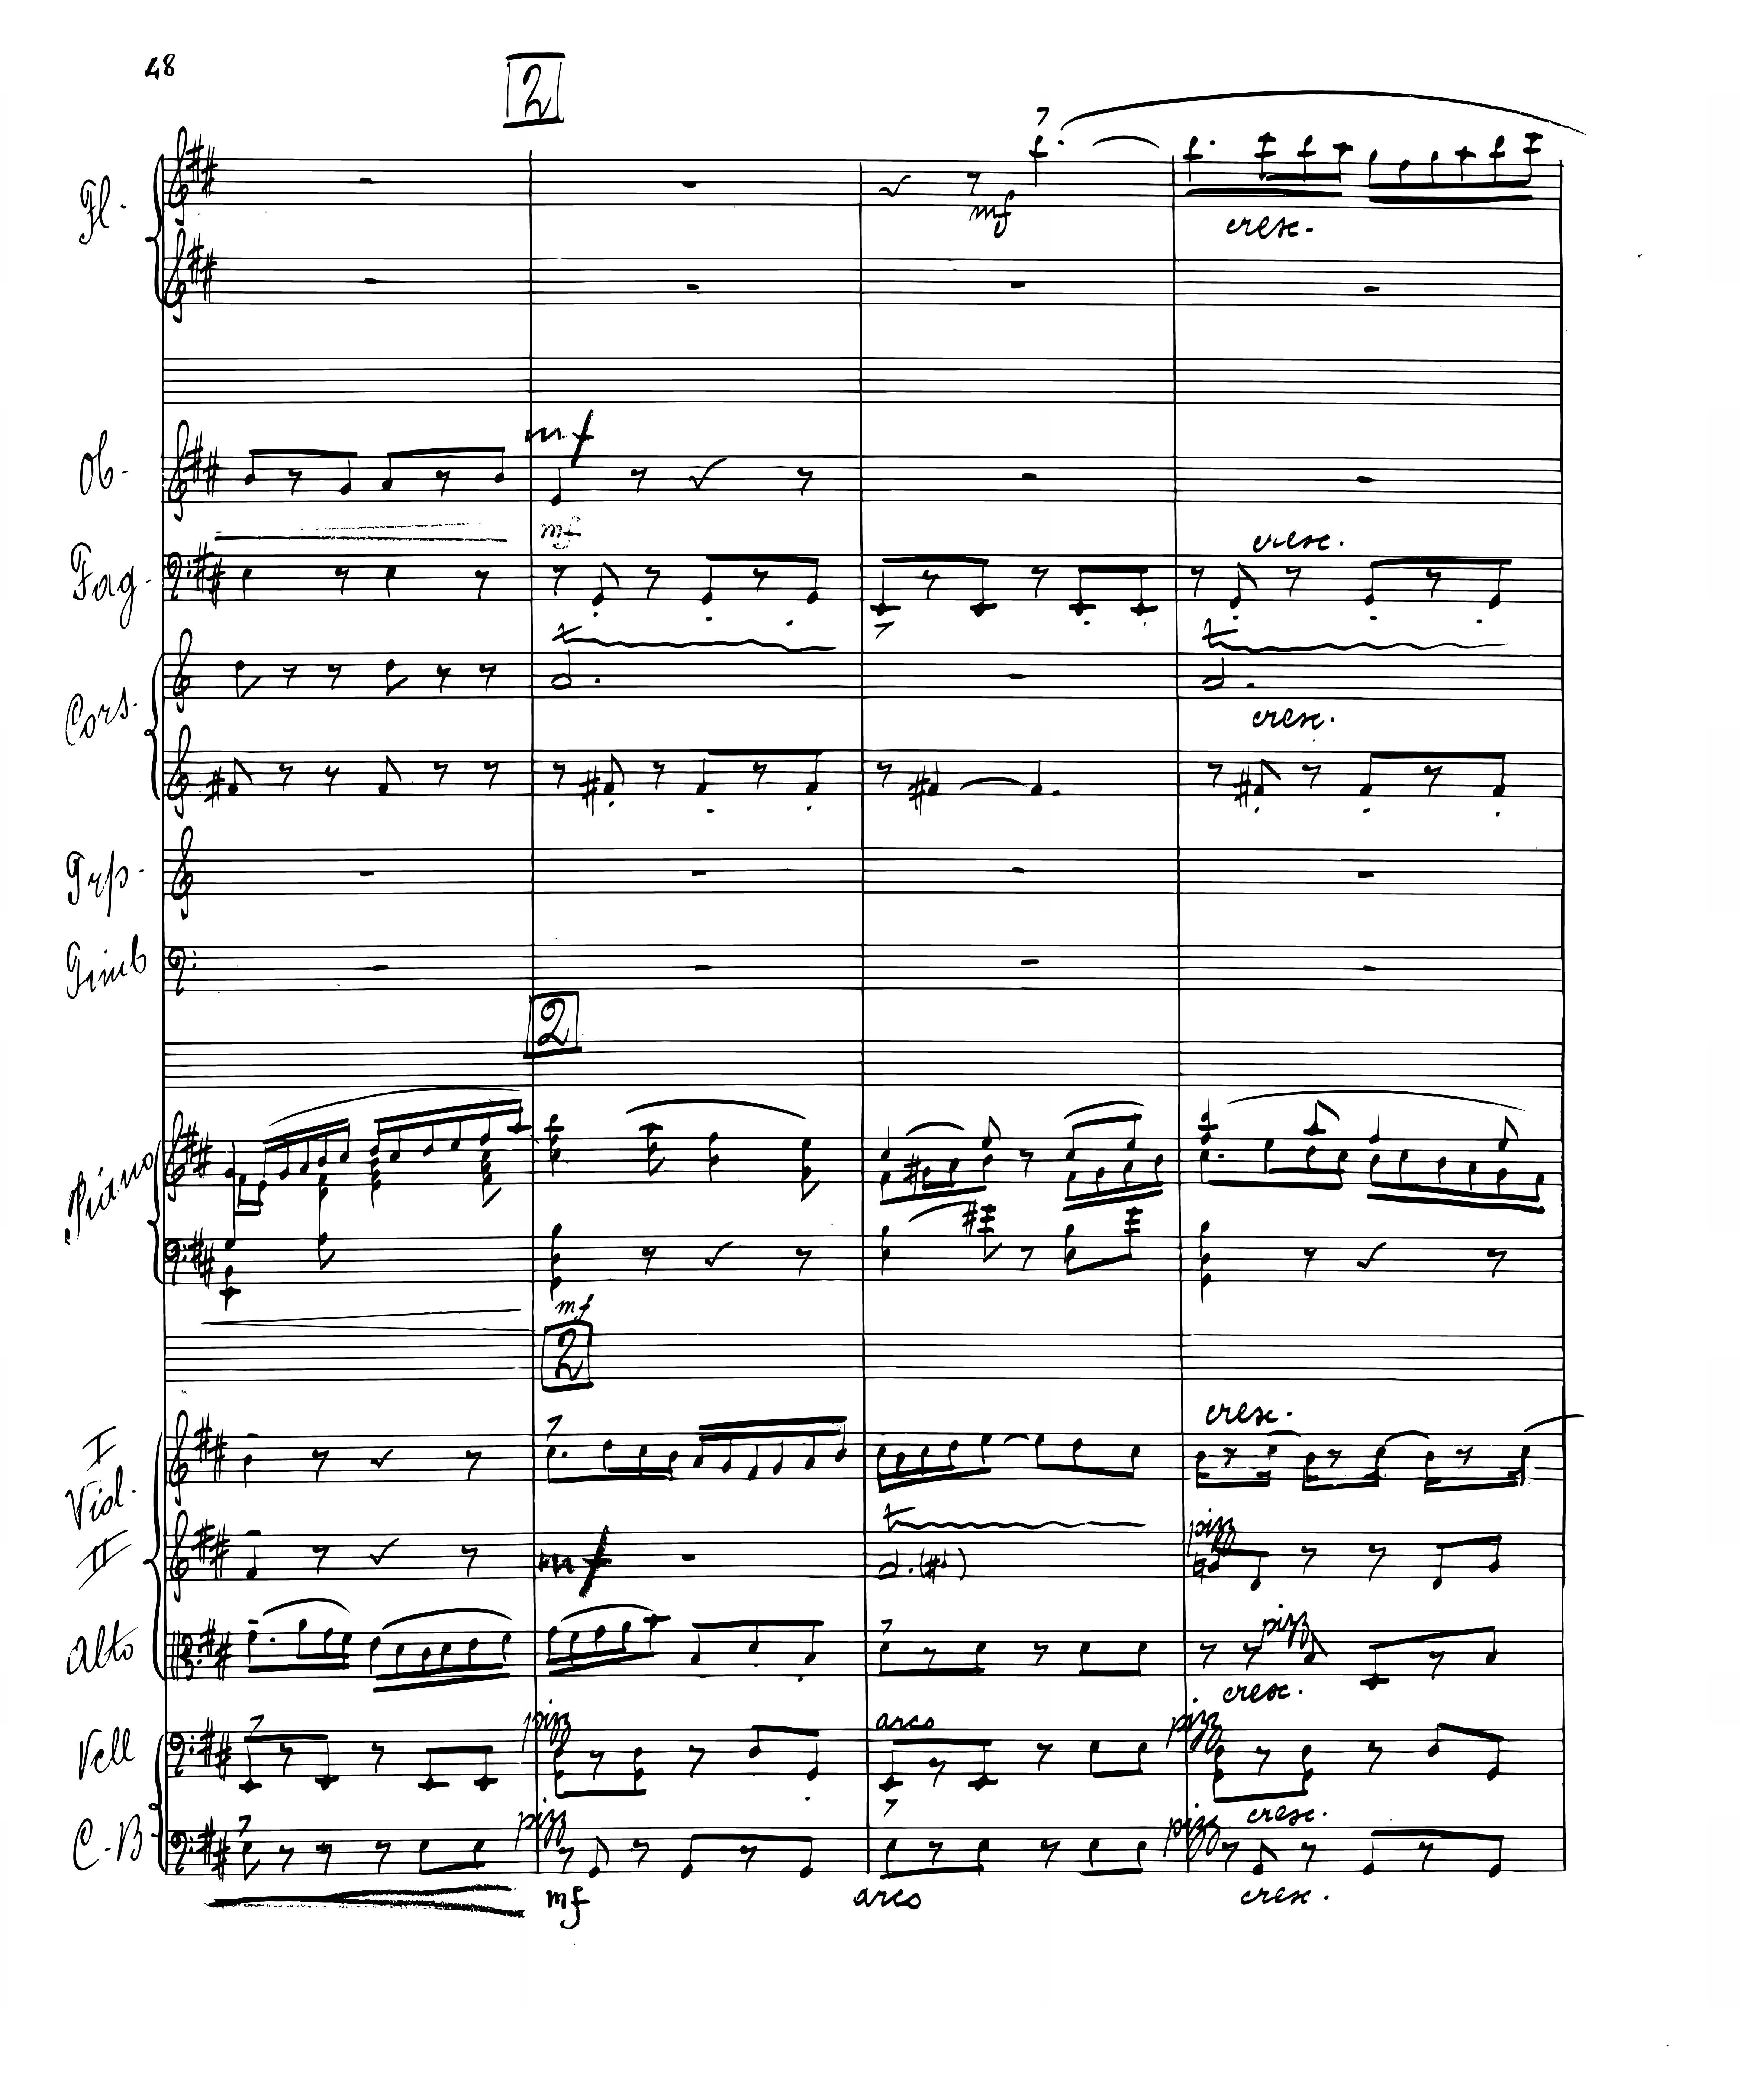 48
2
Fl.
mf
cresc.
Ob.
mf
mf
Fag.
cresc.
Cors.
cresc.
Trp.
Timb
2
Piano
mf
2
I
cresc.
Viol.
II
pizz
mf
Alto
pizz
cresc.
Vcll
pizz
arco
pizz
cresc.
C-B
pizz
pizz
mf
arco
cresc.